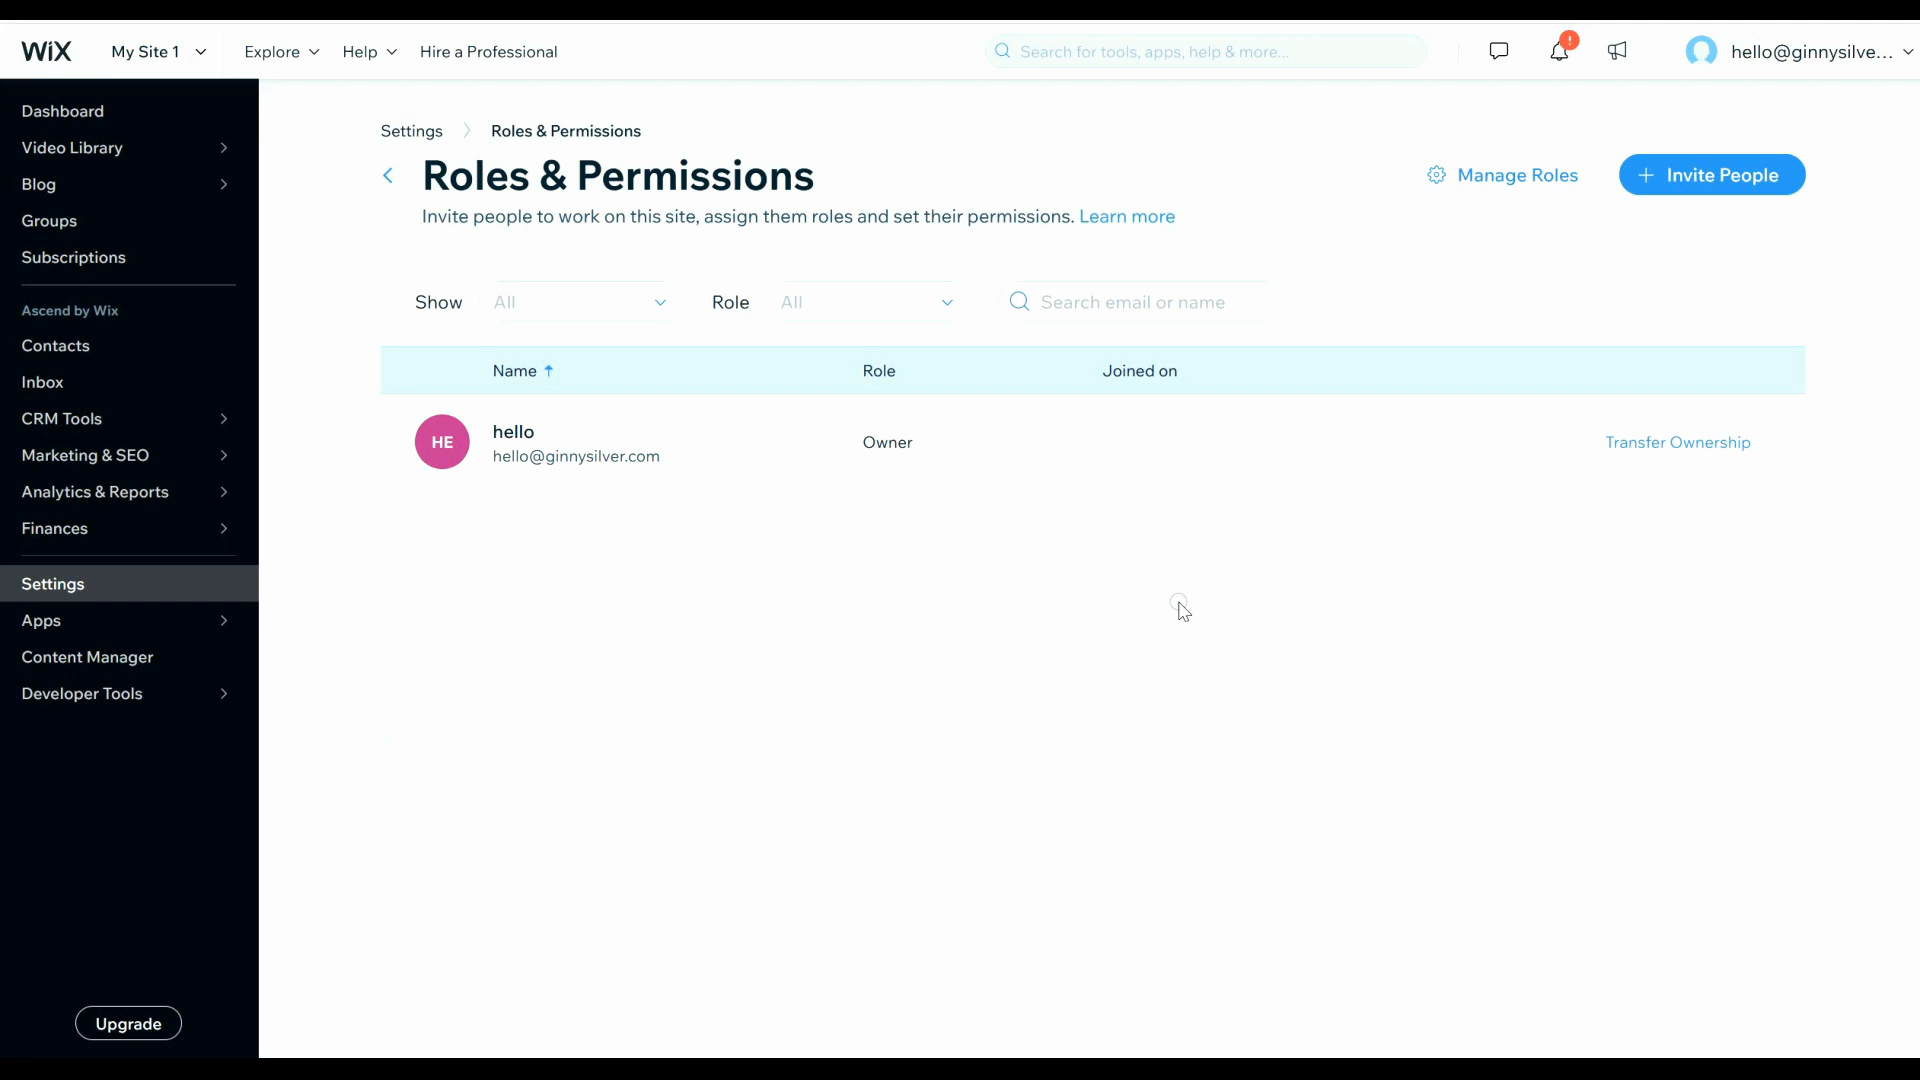 WiX My Site 1 Explore Help Hire a Professional Search for tools, apps, help & more... ! hello@ginnysilve...
Dashboard
Video Library
Blog
Groups
Subscriptions
Ascend by Wix
Contacts
Inbox
CRM Tools
Marketing & SEO
Analytics & Reports
Finances
Settings
Apps
Content Manager
Developer Tools
Upgrade
Settings Roles & Permissions
Roles & Permissions
Manage Roles
+ Invite People
Invite people to work on this site, assign them roles and set their permissions. Learn more
Show All Role All Search email or name
Name ↑ Role Joined on
HE
hello
hello@ginnysilver.com
Owner
Transfer Ownership